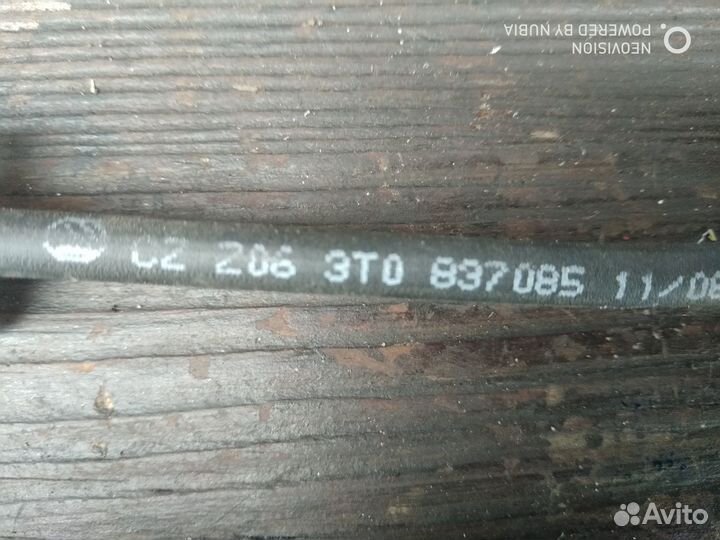 NEOVISION
POWERED BY NUBIA
CZ 206 3T0 837085 11/08
Avito